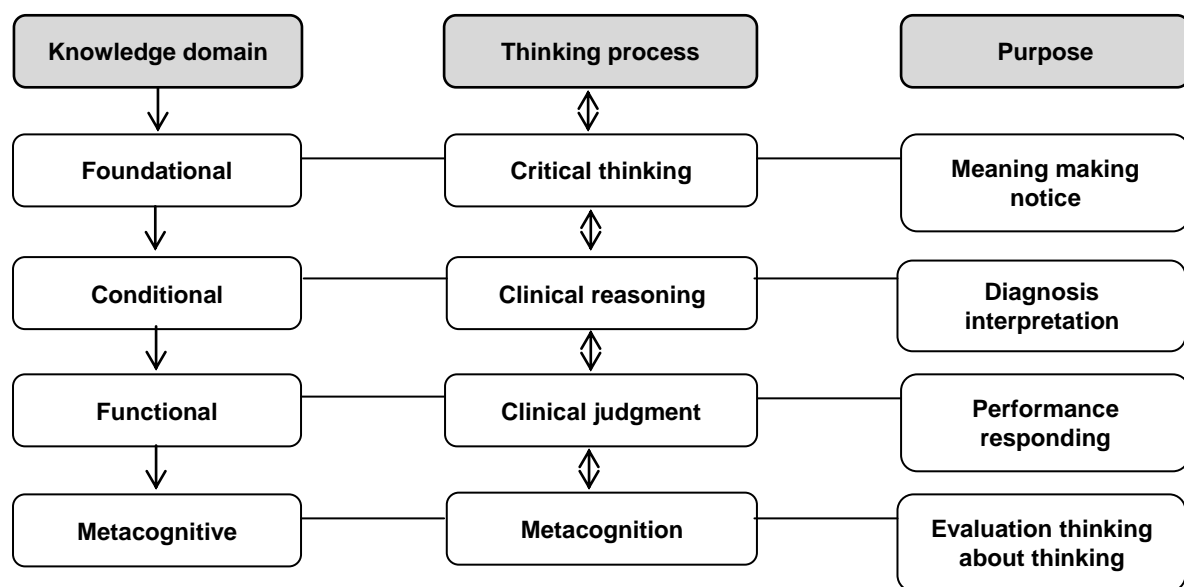 Knowledge domain
Thinking process
Purpose
Foundational
Critical thinking
Meaning making
notice
Conditional
Clinical reasoning
Diagnosis
interpretation
Functional
Clinical judgment
Performance
responding
Metacognitive
Metacognition
Evaluation thinking
about thinking